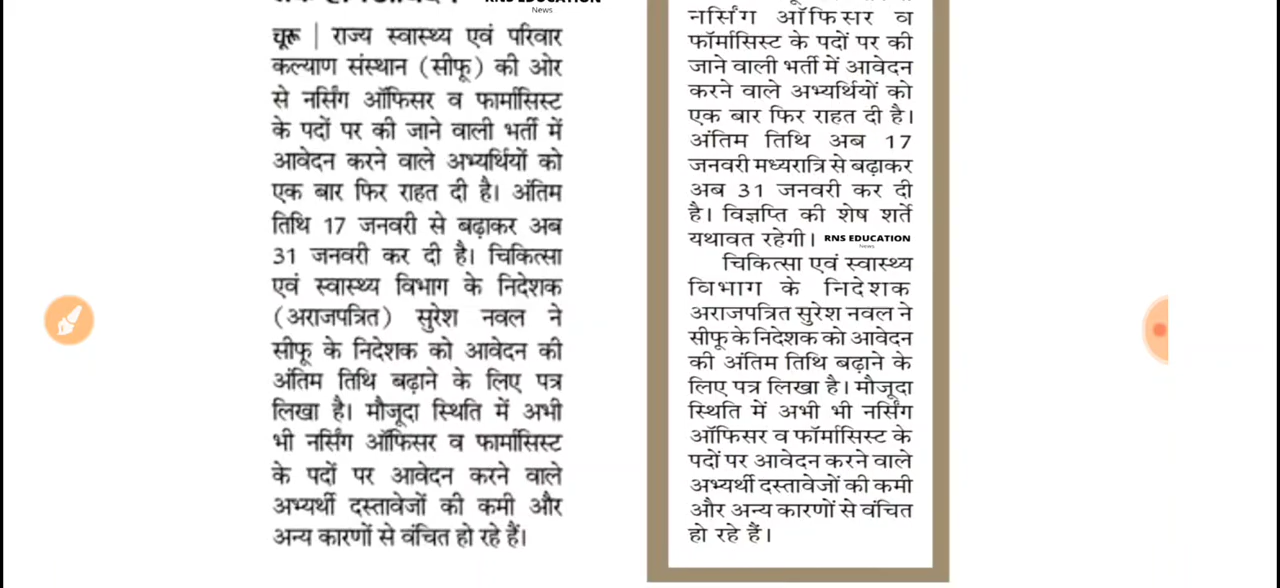 RNS EDUCATION
News
चूरू | राज्य स्वास्थ्य एवं परिवार
कल्याण संस्थान (सीफू) की ओर
से नर्सिंग ऑफिसर व फार्मासिस्ट
के पदों पर की जाने वाली भर्ती में
आवेदन करने वाले अभ्यर्थियों को
एक बार फिर राहत दी है। अंतिम
तिथि 17 जनवरी से बढ़ाकर अब
31 जनवरी कर दी है। चिकित्सा
एवं स्वास्थ्य विभाग के निदेशक
(अराजपत्रित) सुरेश नवल ने
सीफू के निदेशक को आवेदन की
अंतिम तिथि बढ़ाने के लिए पत्र
लिखा है। मौजूदा स्थिति में अभी
भी नर्सिंग ऑफिसर व फार्मासिस्ट
के पदों पर आवेदन करने वाले
अभ्यर्थी दस्तावेजों की कमी और
अन्य कारणों से वंचित हो रहे हैं।
नर्सिंग ऑफिसर व
फॉर्मासिस्ट के पदों पर की
जाने वाली भर्ती में आवेदन
करने वाले अभ्यर्थियों को
एक बार फिर राहत दी है।
अंतिम तिथि अब 17
जनवरी मध्यरात्रि से बढ़ाकर
अब 31 जनवरी कर दी
है। विज्ञप्ति की शेष शर्ते
यथावत रहेगी। RNS EDUCATION
News
चिकित्सा एवं स्वास्थ्य
विभाग के निदेशक
अराजपत्रित सुरेश नवल ने
सीफू के निदेशक को आवेदन
की अंतिम तिथि बढ़ाने के
लिए पत्र लिखा है। मौजूदा
स्थिति में अभी भी नर्सिंग
ऑफिसर व फॉर्मासिस्ट के
पदों पर आवेदन करने वाले
अभ्यर्थी दस्तावेजों की कमी
और अन्य कारणों से वंचित
हो रहे हैं।